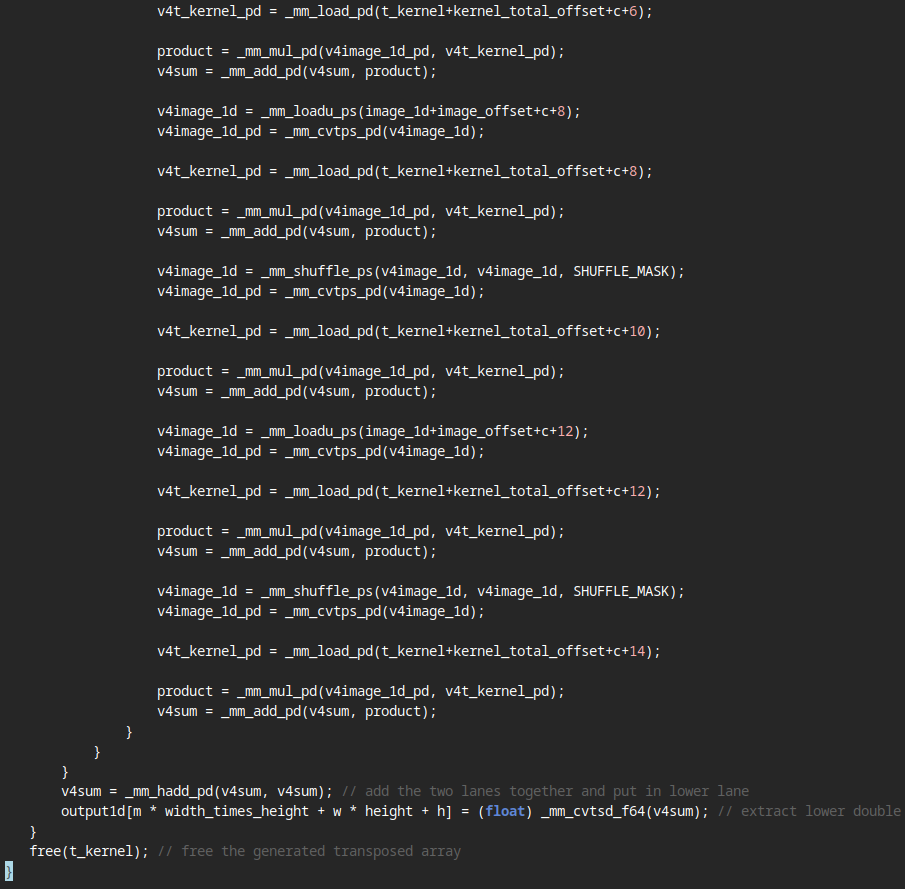 v4t_kernel_pd = _mm_load_pd(t_kernel+kernel_total_offset+c+6);
product = _mm_mul_pd(v4image_1d_pd, v4t_kernel_pd);
v4sum = _mm_add_pd(v4sum, product);
v4image_1d = _mm_loadu_ps(image_1d+image_offset+c+8);
v4image_1d_pd = _mm_cvtps_pd(v4image_1d);
v4t_kernel_pd = _mm_load_pd(t_kernel+kernel_total_offset+c+8);
product = _mm_mul_pd(v4image_1d_pd, v4t_kernel_pd);
v4sum = _mm_add_pd(v4sum, product);
v4image_1d = _mm_shuffle_ps(v4image_1d, v4image_1d, SHUFFLE_MASK);
v4image_1d_pd = _mm_cvtps_pd(v4image_1d);
v4t_kernel_pd = _mm_load_pd(t_kernel+kernel_total_offset+c+10);
product = _mm_mul_pd(v4image_1d_pd, v4t_kernel_pd);
v4sum = _mm_add_pd(v4sum, product);
v4image_1d = _mm_loadu_ps(image_1d+image_offset+c+12);
v4image_1d_pd = _mm_cvtps_pd(v4image_1d);
v4t_kernel_pd = _mm_load_pd(t_kernel+kernel_total_offset+c+12);
product = _mm_mul_pd(v4image_1d_pd, v4t_kernel_pd);
v4sum = _mm_add_pd(v4sum, product);
v4image_1d = _mm_shuffle_ps(v4image_1d, v4image_1d, SHUFFLE_MASK);
v4image_1d_pd = _mm_cvtps_pd(v4image_1d);
v4t_kernel_pd = _mm_load_pd(t_kernel+kernel_total_offset+c+14);
product = _mm_mul_pd(v4image_1d_pd, v4t_kernel_pd);
v4sum = _mm_add_pd(v4sum, product);
}
}
}
v4sum = _mm_hadd_pd(v4sum, v4sum); // add the two lanes together and put in lower lane
output1d[m * width_times_height + w * height + h] = (float) _mm_cvtsd_f64(v4sum); // extract lower double
}
free(t_kernel); // free the generated transposed array
}